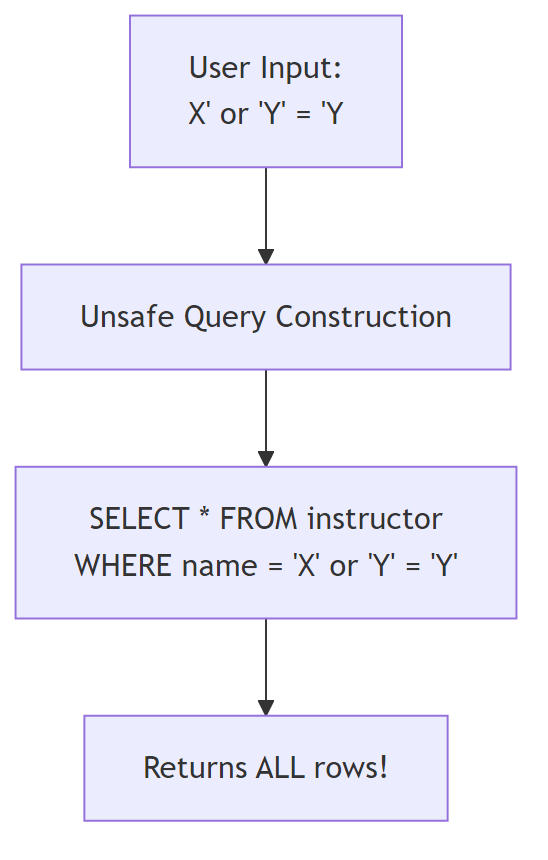 User Input:
X' or 'Y' = 'Y
Unsafe Query Construction
SELECT * FROM instructor
WHERE name = 'X' or 'Y' = 'Y'
Returns ALL rows!